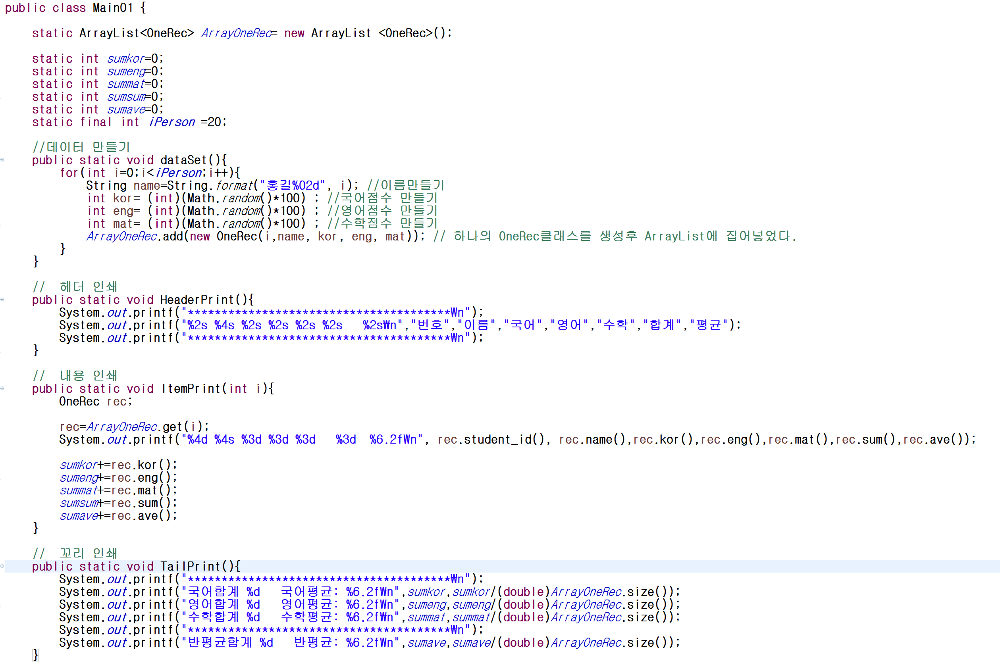 public class Main01 {
static ArrayList<OneRec> ArrayOneRec= new ArrayList <OneRec>();
static int sumkor=0;
static int sumeng=0;
static int summat=0;
static int sumsum=0;
static int sumave=0;
static final int iPerson =20;
//데이터 만들기
public static void dataSet(){
for(int i=0;i<iPerson;i++){
String name=String.format("홍길%02d", i); //이름만들기
int kor= (int)(Math.random()*100) ; //국어점수 만들기
int eng= (int)(Math.random()*100) ; //영어점수 만들기
int mat= (int)(Math.random()*100) ; //수학점수 만들기
ArrayOneRec.add(new OneRec(i,name, kor, eng, mat)); // 하나의 OneRec클래스를 생성후 ArrayList에 집어넣었다.
}
}
// 헤더 인쇄
public static void HeaderPrint(){
System.out.printf("***************************************₩n");
System.out.printf("%2s %4s %2s %2s %2s %2s   %2s₩n","번호","이름","국어","영어","수학","합계","평균");
System.out.printf("***************************************₩n");
}
// 내용 인쇄
public static void ItemPrint(int i){
OneRec rec;
rec=ArrayOneRec.get(i);
System.out.printf("%4d %4s %3d %3d %3d   %3d  %6.2f₩n", rec.student_id(), rec.name(),rec.kor(),rec.eng(),rec.mat(),rec.sum(),rec.ave());
sumkor+=rec.kor();
sumeng+=rec.eng();
summat+=rec.mat();
sumsum+=rec.sum();
sumave+=rec.ave();
}
// 꼬리 인쇄
public static void TailPrint(){
System.out.printf("***************************************₩n");
System.out.printf("국어합계 %d   국어평균: %6.2f₩n",sumkor,sumkor/(double)ArrayOneRec.size());
System.out.printf("영어합계 %d   영어평균: %6.2f₩n",sumeng,sumeng/(double)ArrayOneRec.size());
System.out.printf("수학합계 %d   수학평균: %6.2f₩n",summat,summat/(double)ArrayOneRec.size());
System.out.printf("***************************************₩n");
System.out.printf("반평균합계 %d   반평균: %6.2f₩n",sumave,sumave/(double)ArrayOneRec.size());
}